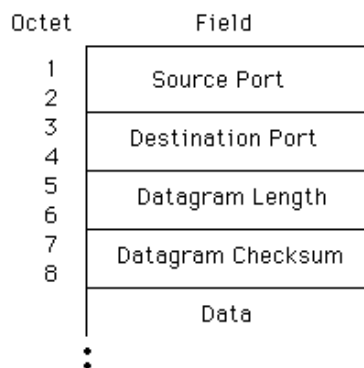 Octet Field
1
Source Port
2
3
Destination Port
4
5
Datagram Length
6
7
Datagram Checksum
8
Data